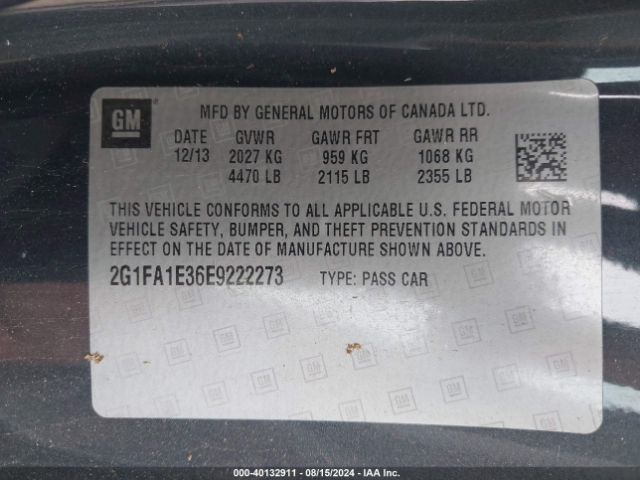 GM MFD BY GENERAL MOTORS OF CANADA LTD.
DATE GVWR GAWR FRT GAWR RR
12/13 2027 KG 959 KG 1068 KG
4470 LB 2115 LB 2355 LB
THIS VEHICLE CONFORMS TO ALL APPLICABLE U.S. FEDERAL MOTOR
VEHICLE SAFETY, BUMPER, AND THEFT PREVENTION STANDARDS IN
EFFECT ON THE DATE OF MANUFACTURE SHOWN ABOVE.
2G1FA1E36E9222273 TYPE: PASS CAR
000-40132911 - 08/15/2024 - IAA Inc.